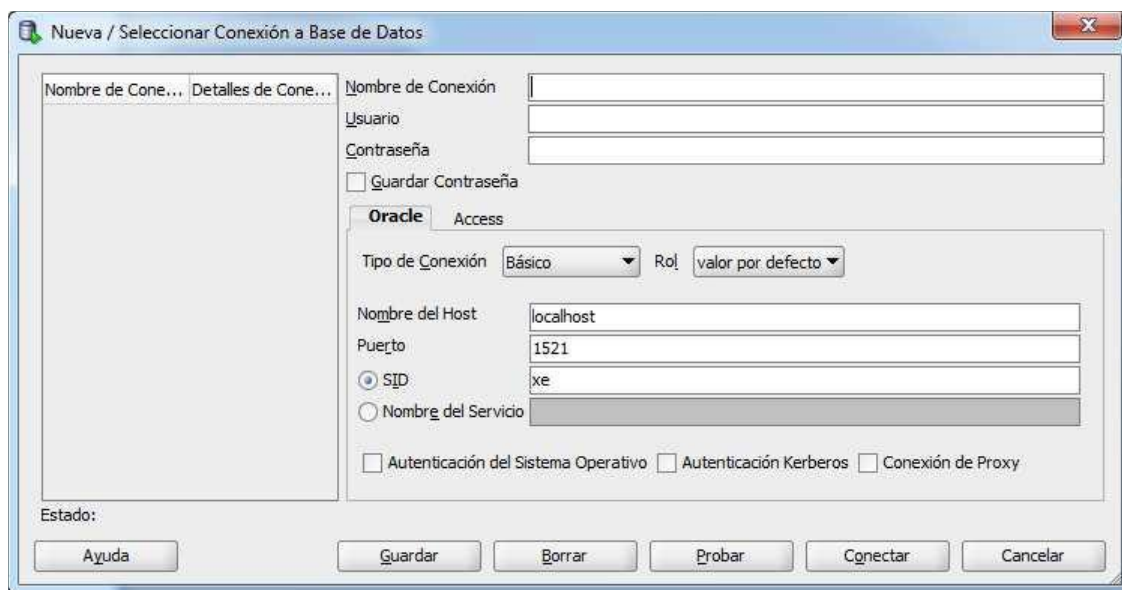 Nueva / Seleccionar Conexión a Base de Datos
Nombre de Cone... Detalles de Cone...
Nombre de Conexión
Usuario
Contraseña
Guardar Contraseña
Oracle Access
Tipo de Conexión Básico Rol valor por defecto
Nombre del Host localhost
Puerto 1521
SID xe
Nombre del Servicio
Autenticación del Sistema Operativo Autenticación Kerberos Conexión de Proxy
Estado:
Ayuda Guardar Borrar Probar Conectar Cancelar